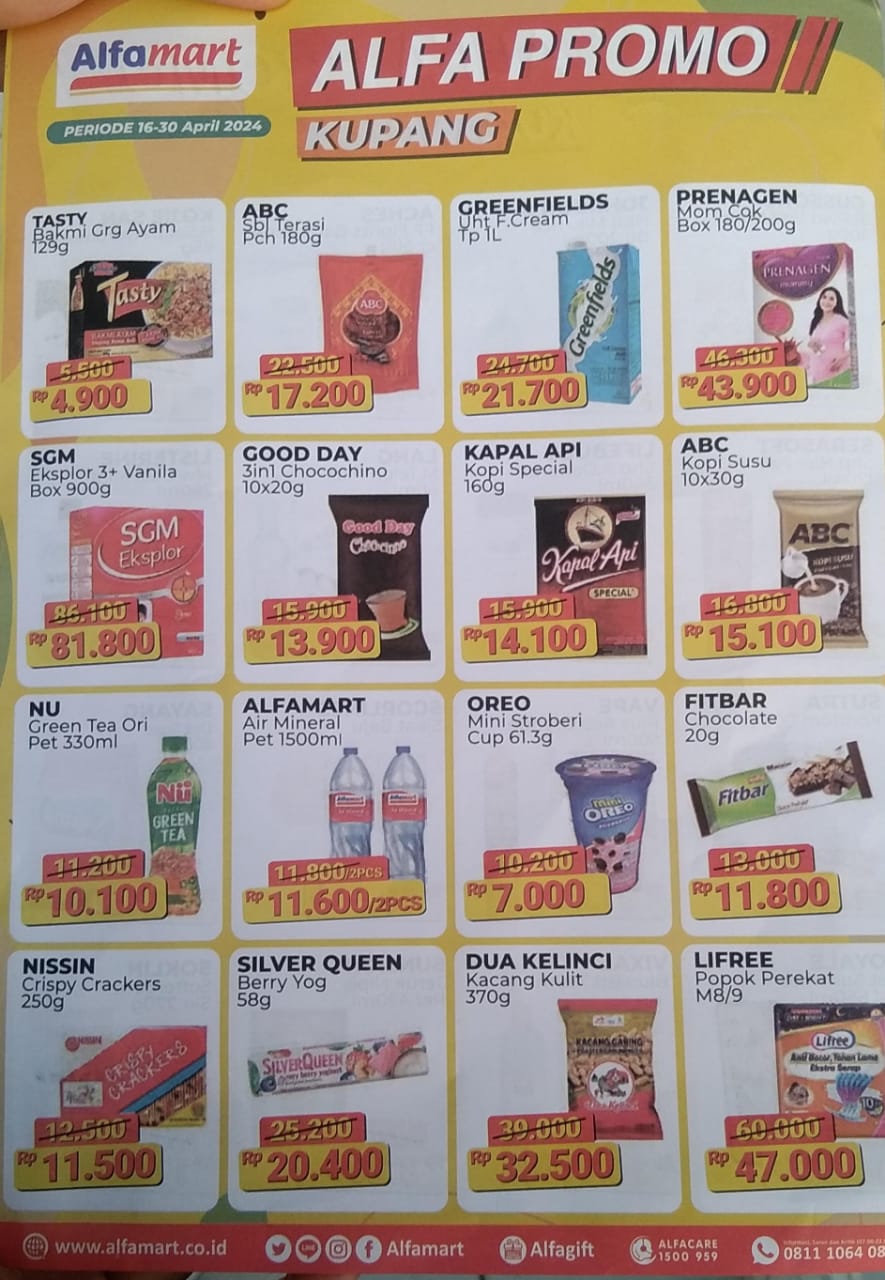 Alfamart
ALFA PROMO
PERIODE 16-30 April 2024
KUPANG
TASTY
Bakmi Grg Ayam
129g
Tasty
5.500
Rp 4.900
ABC
Sbl Terasi
Pch 180g
ABC
22.500
Rp 17.200
GREENFIELDS
Uht F.Cream
Tp 1L
Greenfields
24.700
Rp 21.700
PRENAGEN
Mom Cok
Box 180/200g
PRENAGEN
mommy
46.300
Rp 43.900
SGM
Eksplor 3+ Vanila
Box 900g
SGM
Eksplor
86.100
Rp 81.800
GOOD DAY
3in1 Chocochino
10x20g
Good Day
Chococinno
15.900
Rp 13.900
KAPAL API
Kopi Special
160g
Kapal Api
SPECIAL
15.900
Rp 14.100
ABC
Kopi Susu
10x30g
ABC
KOPI SUSU
16.800
Rp 15.100
NU
Green Tea Ori
Pet 330ml
Nü
GREEN
TEA
11.200
Rp 10.100
ALFAMART
Air Mineral
Pet 1500ml
Alfamart
Alfamart
11.800/2PCS
Rp 11.600/2PCS
OREO
Mini Stroberi
Cup 61.3g
mini
OREO
10.200
Rp 7.000
FITBAR
Chocolate
20g
Fitbar
13.000
Rp 11.800
NISSIN
Crispy Crackers
250g
NISSIN
CRISPY
CRACKERS
12.500
Rp 11.500
SILVER QUEEN
Berry Yog
58g
SILVERQUEEN
25.200
Rp 20.400
DUA KELINCI
Kacang Kulit
370g
KACANG GARING
39.000
Rp 32.500
LIFREE
Popok Perekat
M8/9
Lifree
Anti Bocor, Tahan Lama
Ekstra Serap
60.000
Rp 47.000
www.alfamart.co.id
LINE
Alfamart
Alfagift
ALFACARE
1500 959
0811 1064 08